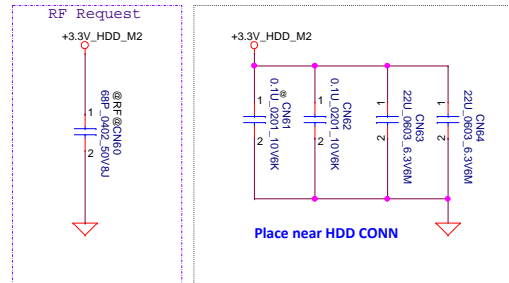 RF Request
+3.3V_HDD_M2
1
2
@RF@CN60
68P_0402_50V8J
+3.3V_HDD_M2
1
2
@ CN61
0.1U_0201_10V6K
1
2
CN62
0.1U_0201_10V6K
1
2
CN63
22U_0603_6.3V6M
1
2
CN64
22U_0603_6.3V6M
Place near HDD CONN